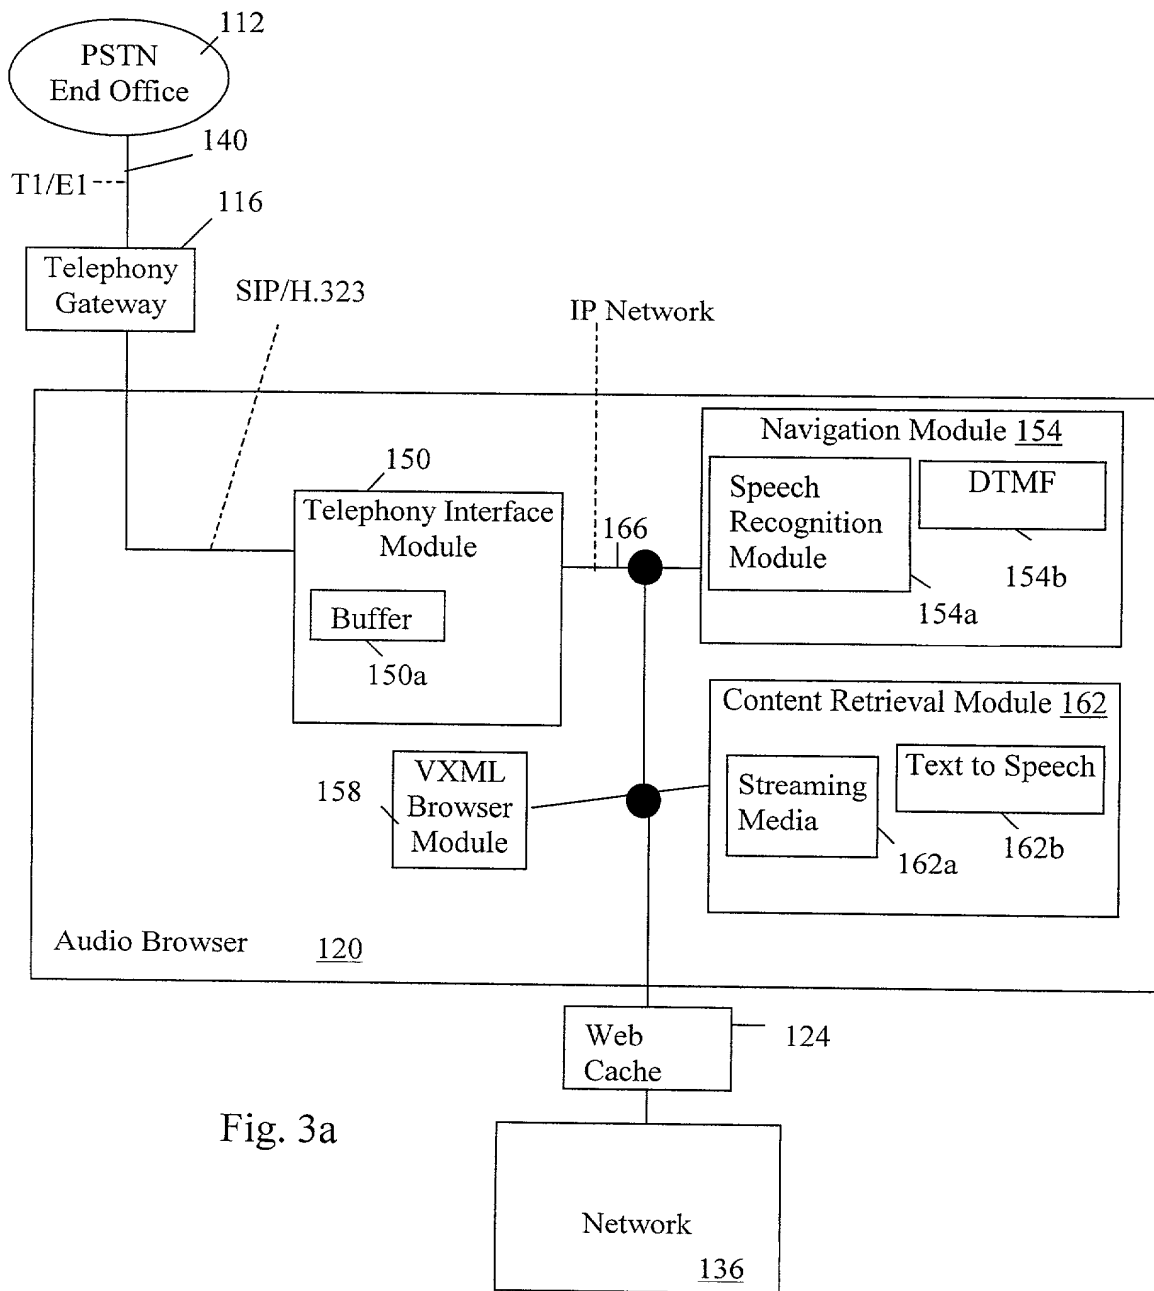 112
PSTN
End Office
140
T1/E1
116
Telephony
Gateway
SIP/H.323
IP Network
Navigation Module 154
150
Telephony Interface
Module
Speech
Recognition
Module
DTMF
166
154b
154a
Buffer
150a
Content Retrieval Module 162
VXML
Browser
Module
158
Streaming
Media
Text to Speech
162b
162a
Audio Browser 120
Web
Cache
124
Fig. 3a
Network
136